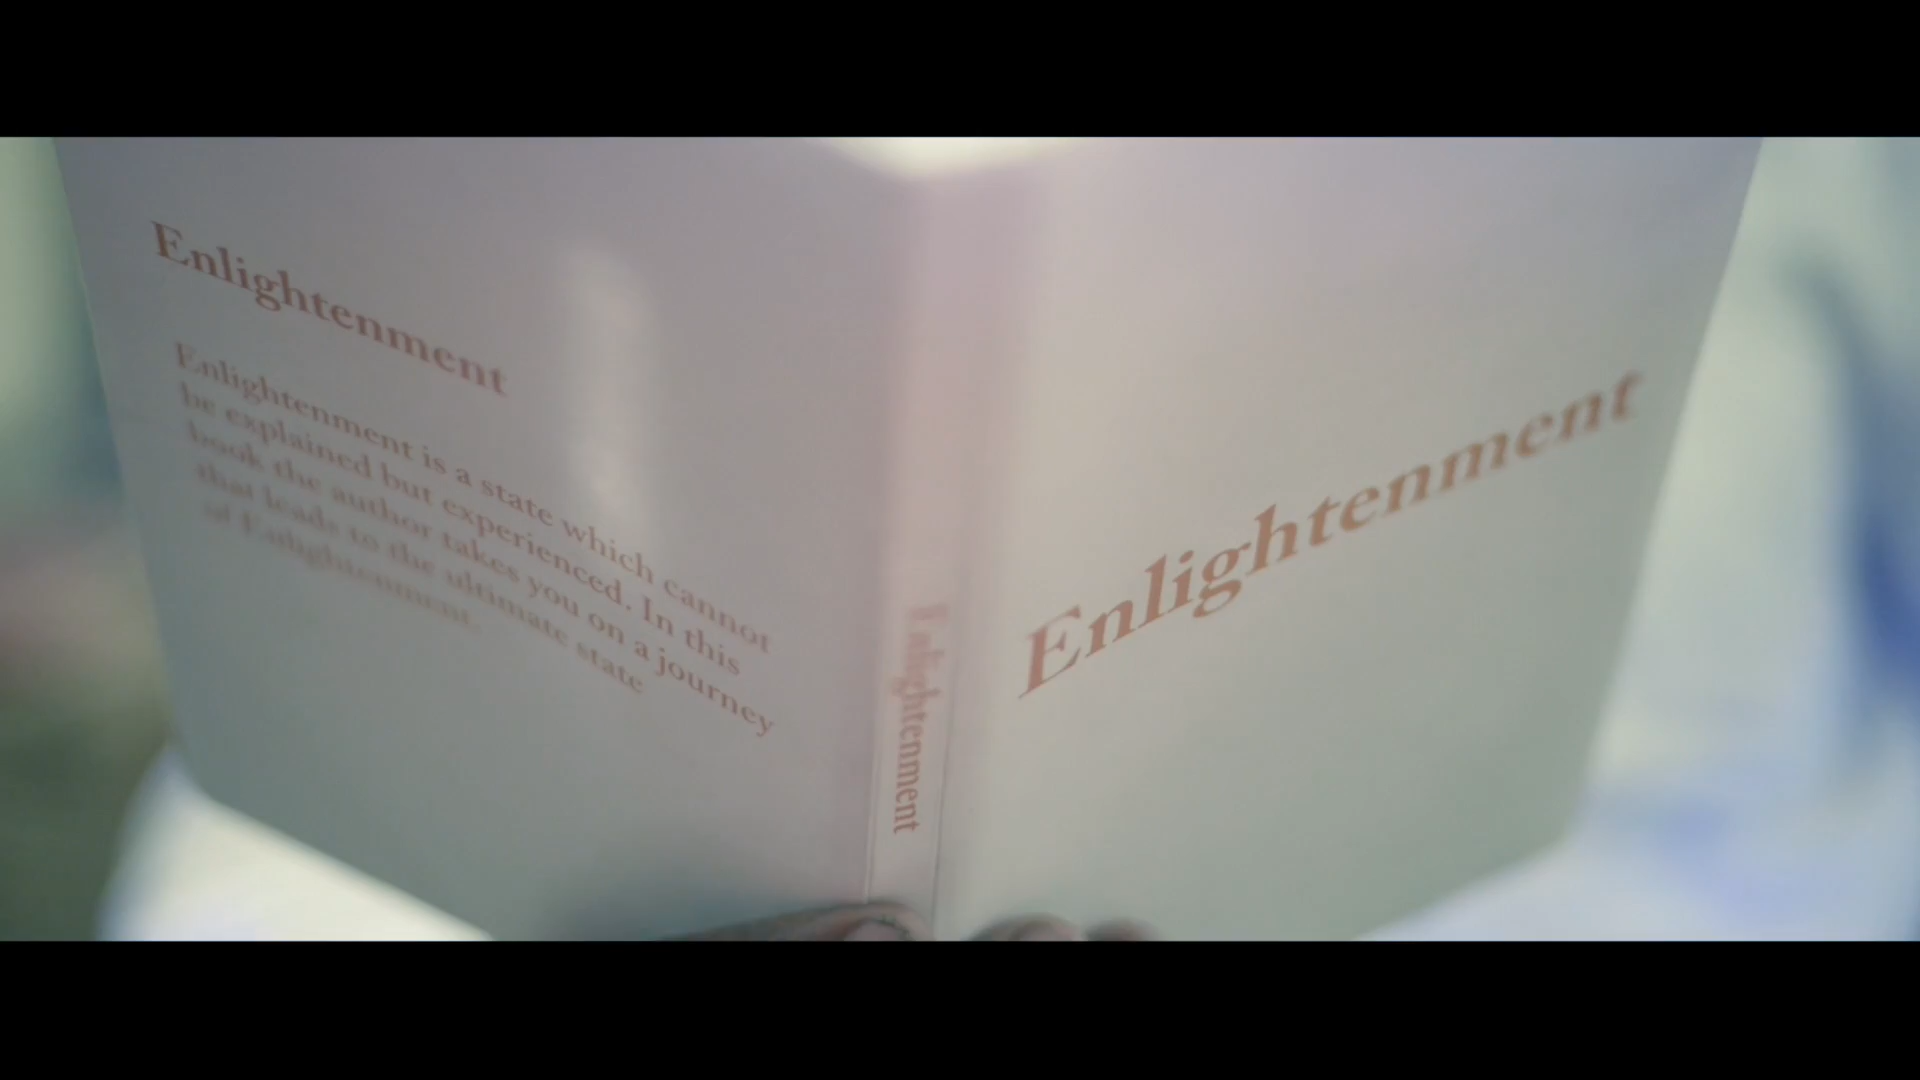 Enlightenment
Enlightenment is a state which cannot
be explained but experienced. In this
book the author takes you on a journey
that leads to the ultimate state
of Enlightenment.
Enlightenment
Enlightenment